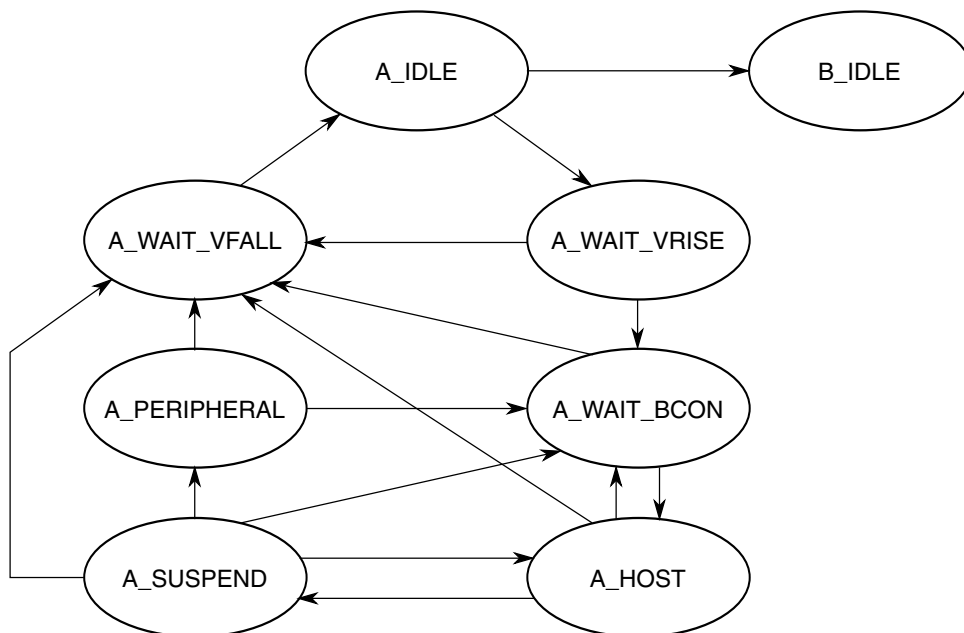 A_IDLE
B_IDLE
A_WAIT_VFALL
A_WAIT_VRISE
A_PERIPHERAL
A_WAIT_BCON
A_SUSPEND
A_HOST